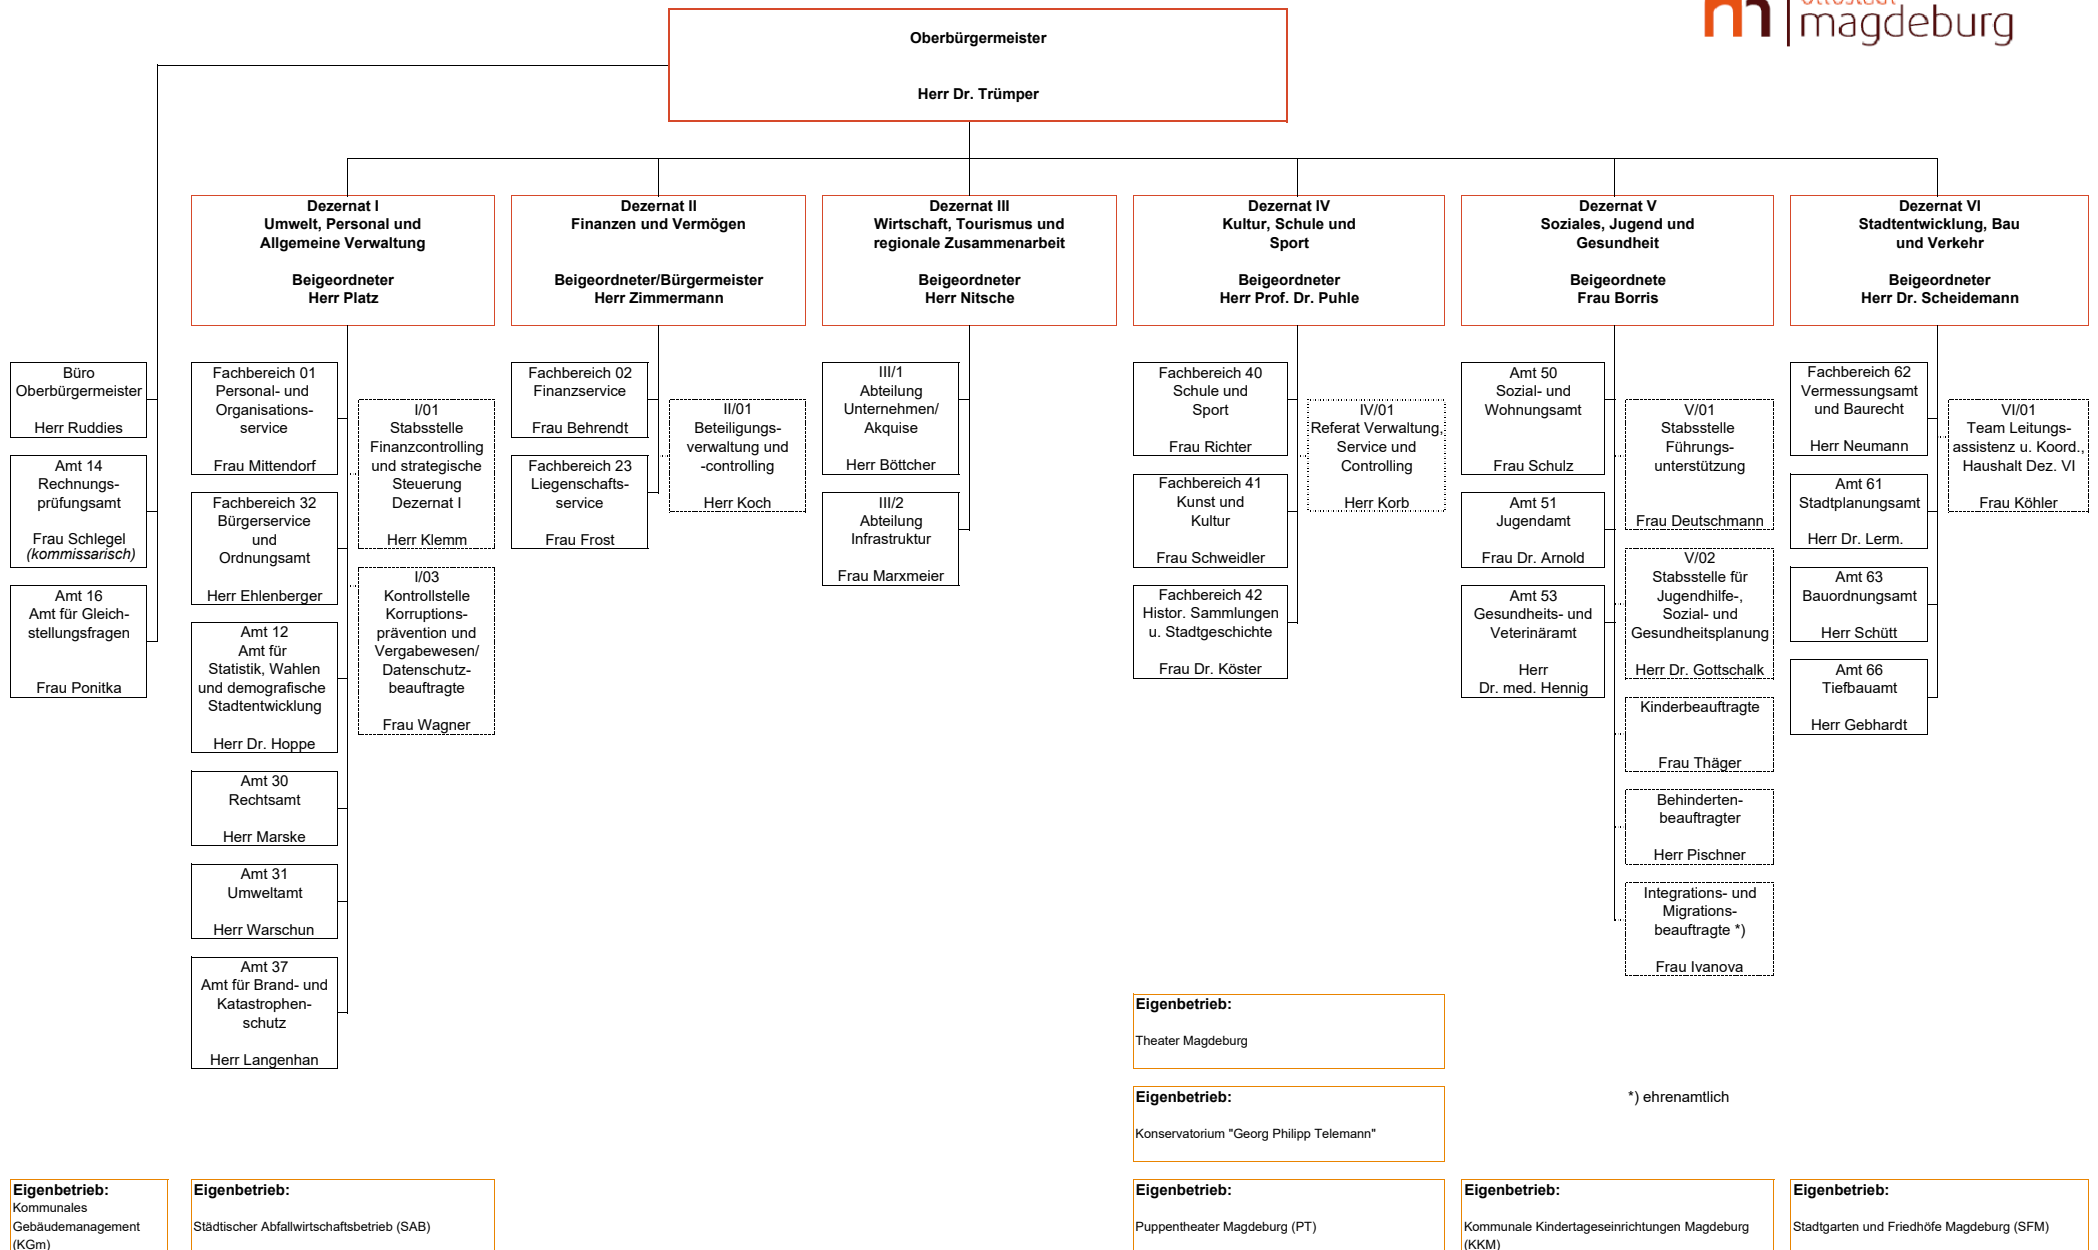 magdeburg
Oberbürgermeister
Herr Dr. Trümper
Dezernat I
Umwelt, Personal und
Allgemeine Verwaltung
Beigeordneter
Herr Platz
Dezernat II
Finanzen und Vermögen
Beigeordneter/Bürgermeister
Herr Zimmermann
Dezernat III
Wirtschaft, Tourismus und
regionale Zusammenarbeit
Beigeordneter
Herr Nitsche
Dezernat IV
Kultur, Schule und
Sport
Beigeordneter
Herr Prof. Dr. Puhle
Dezernat V
Soziales, Jugend und
Gesundheit
Beigeordnete
Frau Borris
Dezernat VI
Stadtentwicklung, Bau
und Verkehr
Beigeordneter
Herr Dr. Scheidemann
Büro
Oberbürgermeister
Herr Ruddies
Amt 14
Rechnungs-
prüfungsamt
Frau Schlegel
(kommissarisch)
Amt 16
Amt für Gleich-
stellungsfragen
Frau Ponitka
Fachbereich 01
Personal- und
Organisations-
service
Frau Mittendorf
Fachbereich 32
Bürgerservice
und
Ordnungsamt
Herr Ehlenberger
Amt 12
Amt für
Statistik, Wahlen
und demografische
Stadtentwicklung
Herr Dr. Hoppe
Amt 30
Rechtsamt
Herr Marske
Amt 31
Umweltamt
Herr Warschun
Amt 37
Amt für Brand- und
Katastrophen-
schutz
Herr Langenhan
I/01
Stabsstelle
Finanzcontrolling
und strategische
Steuerung
Dezernat I
Herr Klemm
I/03
Kontrollstelle
Korruptions-
prävention und
Vergabewesen/
Datenschutz-
beauftragte
Frau Wagner
Fachbereich 02
Finanzservice
Frau Behrendt
Fachbereich 23
Liegenschafts-
service
Frau Frost
II/01
Beteiligungs-
verwaltung und
-controlling
Herr Koch
III/1
Abteilung
Unternehmen/
Akquise
Herr Böttcher
III/2
Abteilung
Infrastruktur
Frau Marxmeier
Fachbereich 40
Schule und
Sport
Frau Richter
Fachbereich 41
Kunst und
Kultur
Frau Schweidler
Fachbereich 42
Histor. Sammlungen
u. Stadtgeschichte
Frau Dr. Köster
IV/01
Referat Verwaltung,
Service und
Controlling
Herr Korb
Amt 50
Sozial- und
Wohnungsamt
Frau Schulz
Amt 51
Jugendamt
Frau Dr. Arnold
Amt 53
Gesundheits- und
Veterinäramt
Herr
Dr. med. Hennig
V/01
Stabsstelle
Führungs-
unterstützung
Frau Deutschmann
V/02
Stabsstelle für
Jugendhilfe-,
Sozial- und
Gesundheitsplanung
Herr Dr. Gottschalk
Kinderbeauftragte
Frau Thäger
Behinderten-
beauftragter
Herr Pischner
Integrations- und
Migrations-
beauftragte *)
Frau Ivanova
Fachbereich 62
Vermessungsamt
und Baurecht
Herr Neumann
Amt 61
Stadtplanungsamt
Herr Dr. Lerm.
Amt 63
Bauordnungsamt
Herr Schütt
Amt 66
Tiefbauamt
Herr Gebhardt
VI/01
Team Leitungs-
assistenz u. Koord.,
Haushalt Dez. VI
Frau Köhler
Eigenbetrieb:
Theater Magdeburg
Eigenbetrieb:
Konservatorium "Georg Philipp Telemann"
*) ehrenamtlich
Eigenbetrieb:
Kommunales
Gebäudemanagement
(KGm)
Eigenbetrieb:
Städtischer Abfallwirtschaftsbetrieb (SAB)
Eigenbetrieb:
Puppentheater Magdeburg (PT)
Eigenbetrieb:
Kommunale Kindertageseinrichtungen Magdeburg
(KKM)
Eigenbetrieb:
Stadtgarten und Friedhöfe Magdeburg (SFM)